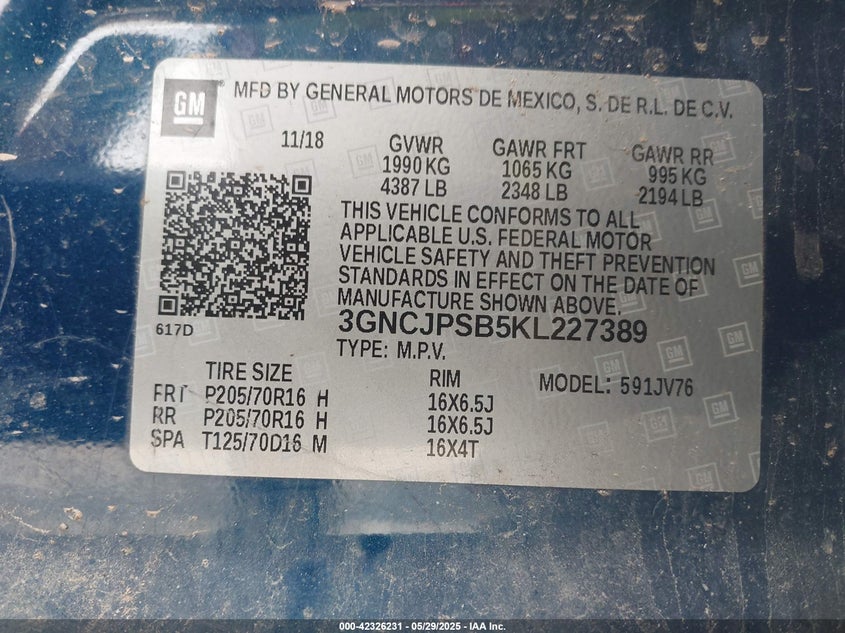 GM
MFD BY GENERAL MOTORS DE MEXICO, S. DE R.L. DE C.V.
11/18 GVWR GAWR FRT GAWR RR
1990 KG 1065 KG 995 KG
4387 LB 2348 LB 2194 LB
THIS VEHICLE CONFORMS TO ALL
APPLICABLE U.S. FEDERAL MOTOR
VEHICLE SAFETY AND THEFT PREVENTION
STANDARDS IN EFFECT ON THE DATE OF
MANUFACTURE SHOWN ABOVE.
617D
3GNCJPSB5KL227389
TYPE: M.P.V.
TIRE SIZE RIM MODEL: 591JV76
FRT P205/70R16 H 16X6.5J
RR P205/70R16 H 16X6.5J
SPA T125/70D16 M 16X4T
000-42326231 - 05/29/2025 - IAA Inc.